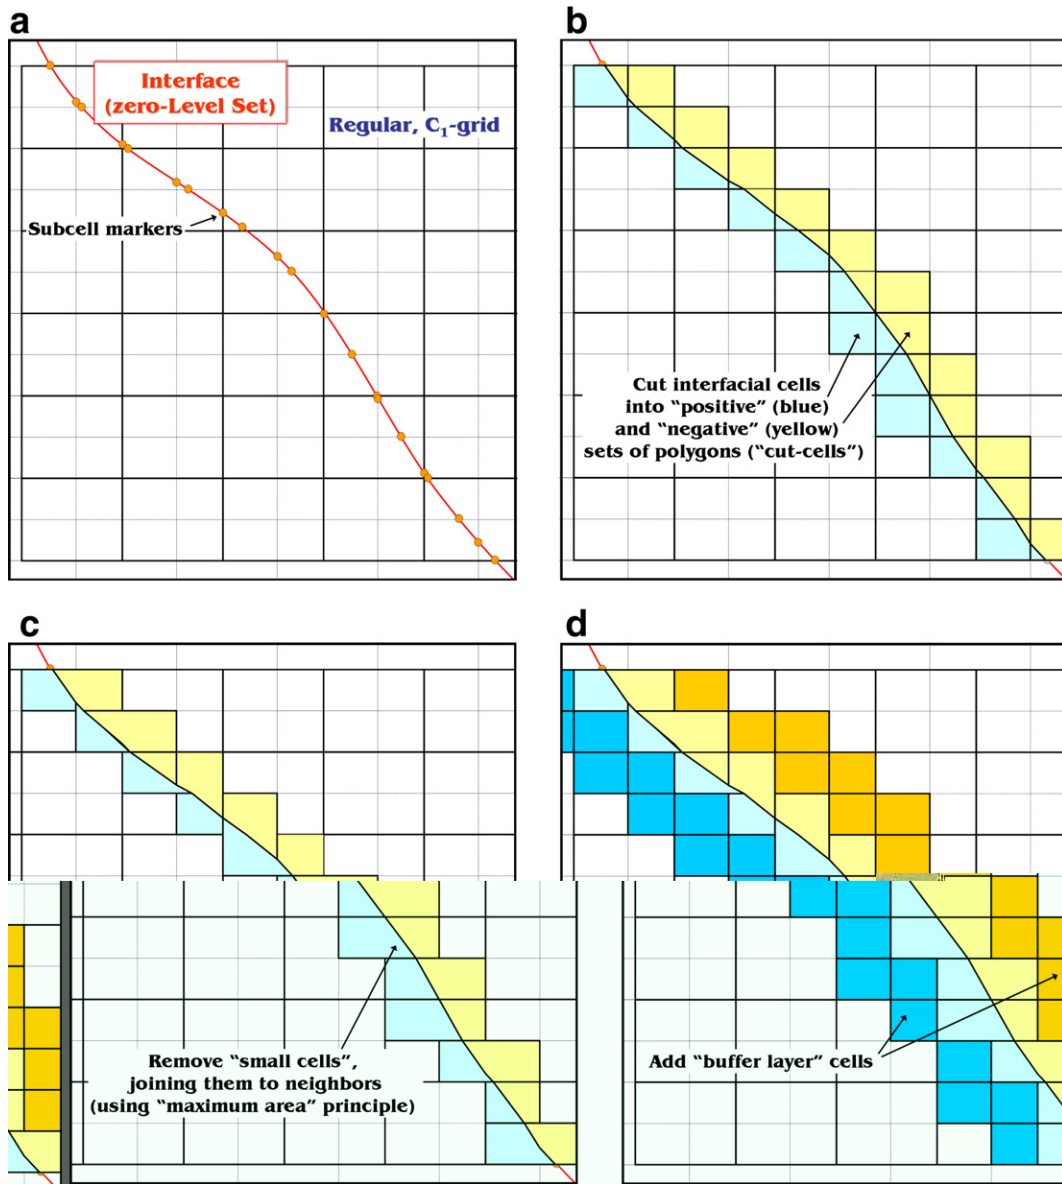 a
b
Interface
(zero-Level Set)
Regular, C₁-grid
Subcell markers
Cut interfacial cells
into “positive” (blue)
and “negative” (yellow)
sets of polygons (“cut-cells”)
c
d
Remove “small cells”,
joining them to neighbors
(using “maximum area” principle)
Add “buffer layer” cells